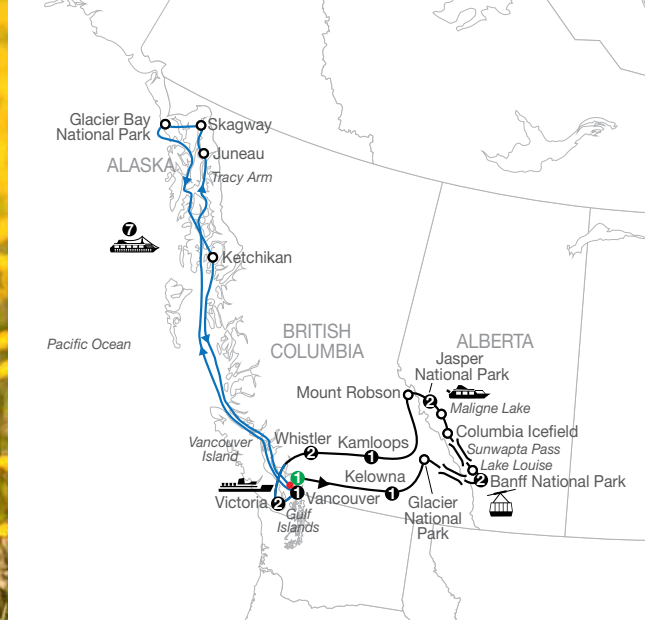 Glacier Bay
National Park
Skagway
ALASKA
Juneau
Tracy Arm
7
Ketchikan
Pacific Ocean
BRITISH
COLUMBIA
ALBERTA
Jasper
National Park
Mount Robson
2
Maligne Lake
Columbia Icefield
Sunwapta Pass
Lake Louise
2 Banff National Park
Vancouver
Island
Whistler
2
Kamloops
1
Kelowna
1
1
1 Vancouver
Victoria 2
Gulf
Islands
Glacier
National
Park